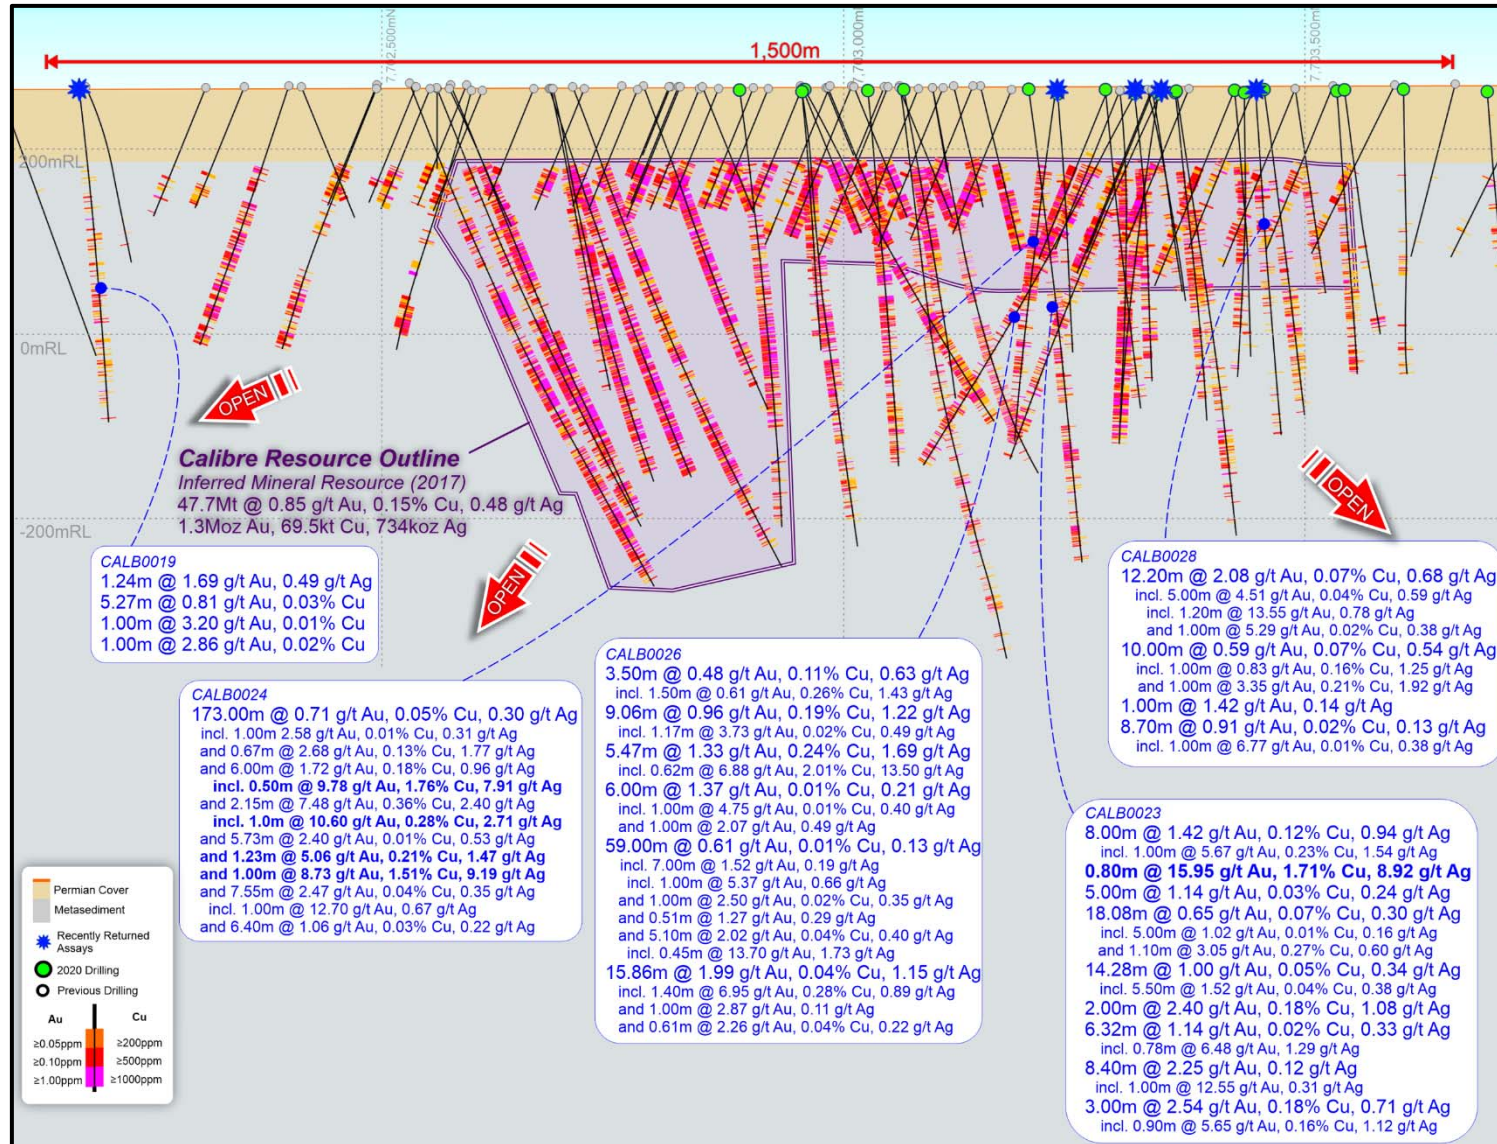 7,702,500mN
7,703,000mN
7,703,500mN
1,500m
200mRL
0mRL
-200mRL
OPEN
OPEN
OPEN
Calibre Resource Outline
Inferred Mineral Resource (2017)
47.7Mt @ 0.85 g/t Au, 0.15% Cu, 0.48 g/t Ag
1.3Moz Au, 69.5kt Cu, 734koz Ag
CALB0019
1.24m @ 1.69 g/t Au, 0.49 g/t Ag
5.27m @ 0.81 g/t Au, 0.03% Cu
1.00m @ 3.20 g/t Au, 0.01% Cu
1.00m @ 2.86 g/t Au, 0.02% Cu
CALB0024
173.00m @ 0.71 g/t Au, 0.05% Cu, 0.30 g/t Ag
incl. 1.00m 2.58 g/t Au, 0.01% Cu, 0.31 g/t Ag
and 0.67m @ 2.68 g/t Au, 0.13% Cu, 1.77 g/t Ag
and 6.00m @ 1.72 g/t Au, 0.18% Cu, 0.96 g/t Ag
incl. 0.50m @ 9.78 g/t Au, 1.76% Cu, 7.91 g/t Ag
and 2.15m @ 7.48 g/t Au, 0.36% Cu, 2.40 g/t Ag
incl. 1.0m @ 10.60 g/t Au, 0.28% Cu, 2.71 g/t Ag
and 5.73m @ 2.40 g/t Au, 0.01% Cu, 0.53 g/t Ag
and 1.23m @ 5.06 g/t Au, 0.21% Cu, 1.47 g/t Ag
and 1.00m @ 8.73 g/t Au, 1.51% Cu, 9.19 g/t Ag
and 7.55m @ 2.47 g/t Au, 0.04% Cu, 0.35 g/t Ag
incl. 1.00m @ 12.70 g/t Au, 0.67 g/t Ag
and 6.40m @ 1.06 g/t Au, 0.03% Cu, 0.22 g/t Ag
CALB0026
3.50m @ 0.48 g/t Au, 0.11% Cu, 0.63 g/t Ag
incl. 1.50m @ 0.61 g/t Au, 0.26% Cu, 1.43 g/t Ag
9.06m @ 0.96 g/t Au, 0.19% Cu, 1.22 g/t Ag
incl. 1.17m @ 3.73 g/t Au, 0.02% Cu, 0.49 g/t Ag
5.47m @ 1.33 g/t Au, 0.24% Cu, 1.69 g/t Ag
incl. 0.62m @ 6.88 g/t Au, 2.01% Cu, 13.50 g/t Ag
6.00m @ 1.37 g/t Au, 0.01% Cu, 0.21 g/t Ag
incl. 1.00m @ 4.75 g/t Au, 0.01% Cu, 0.40 g/t Ag
and 1.00m @ 2.07 g/t Au, 0.49 g/t Ag
59.00m @ 0.61 g/t Au, 0.01% Cu, 0.13 g/t Ag
incl. 7.00m @ 1.52 g/t Au, 0.19 g/t Ag
incl. 1.00m @ 5.37 g/t Au, 0.66 g/t Ag
and 1.00m @ 2.50 g/t Au, 0.02% Cu, 0.35 g/t Ag
and 0.51m @ 1.27 g/t Au, 0.29 g/t Ag
and 5.10m @ 2.02 g/t Au, 0.04% Cu, 0.40 g/t Ag
incl. 0.45m @ 13.70 g/t Au, 1.73 g/t Ag
15.86m @ 1.99 g/t Au, 0.04% Cu, 1.15 g/t Ag
incl. 1.40m @ 6.95 g/t Au, 0.28% Cu, 0.89 g/t Ag
and 1.00m @ 2.87 g/t Au, 0.11 g/t Ag
and 0.61m @ 2.26 g/t Au, 0.04% Cu, 0.22 g/t Ag
CALB0028
12.20m @ 2.08 g/t Au, 0.07% Cu, 0.68 g/t Ag
incl. 5.00m @ 4.51 g/t Au, 0.04% Cu, 0.59 g/t Ag
incl. 1.20m @ 13.55 g/t Au, 0.78 g/t Ag
and 1.00m @ 5.29 g/t Au, 0.02% Cu, 0.38 g/t Ag
10.00m @ 0.59 g/t Au, 0.07% Cu, 0.54 g/t Ag
incl. 1.00m @ 0.83 g/t Au, 0.16% Cu, 1.25 g/t Ag
and 1.00m @ 3.35 g/t Au, 0.21% Cu, 1.92 g/t Ag
1.00m @ 1.42 g/t Au, 0.14 g/t Ag
8.70m @ 0.91 g/t Au, 0.02% Cu, 0.13 g/t Ag
incl. 1.00m @ 6.77 g/t Au, 0.01% Cu, 0.38 g/t Ag
CALB0023
8.00m @ 1.42 g/t Au, 0.12% Cu, 0.94 g/t Ag
incl. 1.00m @ 5.67 g/t Au, 0.23% Cu, 1.54 g/t Ag
0.80m @ 15.95 g/t Au, 1.71% Cu, 8.92 g/t Ag
5.00m @ 1.14 g/t Au, 0.03% Cu, 0.24 g/t Ag
18.08m @ 0.65 g/t Au, 0.07% Cu, 0.30 g/t Ag
incl. 5.00m @ 1.02 g/t Au, 0.01% Cu, 0.16 g/t Ag
and 1.10m @ 3.05 g/t Au, 0.27% Cu, 0.60 g/t Ag
14.28m @ 1.00 g/t Au, 0.05% Cu, 0.34 g/t Ag
incl. 5.50m @ 1.52 g/t Au, 0.04% Cu, 0.38 g/t Ag
2.00m @ 2.40 g/t Au, 0.18% Cu, 1.08 g/t Ag
6.32m @ 1.14 g/t Au, 0.02% Cu, 0.33 g/t Ag
incl. 0.78m @ 6.48 g/t Au, 1.29 g/t Ag
8.40m @ 2.25 g/t Au, 0.12 g/t Ag
incl. 1.00m @ 12.55 g/t Au, 0.31 g/t Ag
3.00m @ 2.54 g/t Au, 0.18% Cu, 0.71 g/t Ag
incl. 0.90m @ 5.65 g/t Au, 0.16% Cu, 1.12 g/t Ag
Permian Cover
Metasediment
Recently Returned
Assays
2020 Drilling
Previous Drilling
Au Cu
≥0.05ppm ≥200ppm
≥0.10ppm ≥500ppm
≥1.00ppm ≥1000ppm